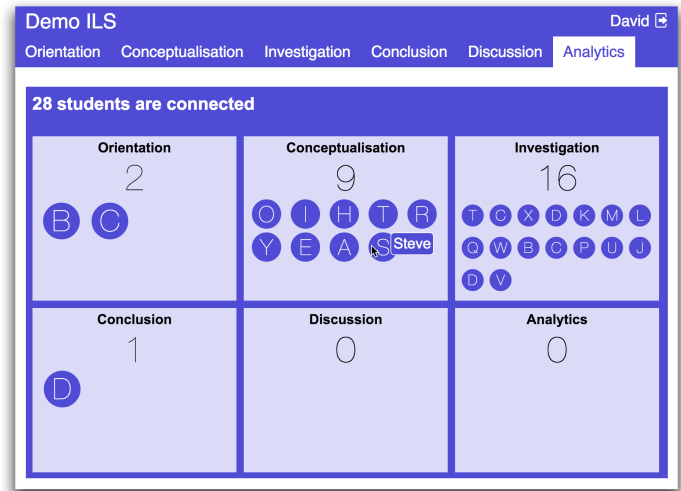 Demo ILS
David
Orientation Conceptualisation Investigation Conclusion Discussion Analytics
28 students are connected
Orientation
2
B C
Conceptualisation
9
O I H T R
Y E A S Steve
Investigation
16
T C X D K M L
Q W B C P U J
D V
Conclusion
1
D
Discussion
0
Analytics
0